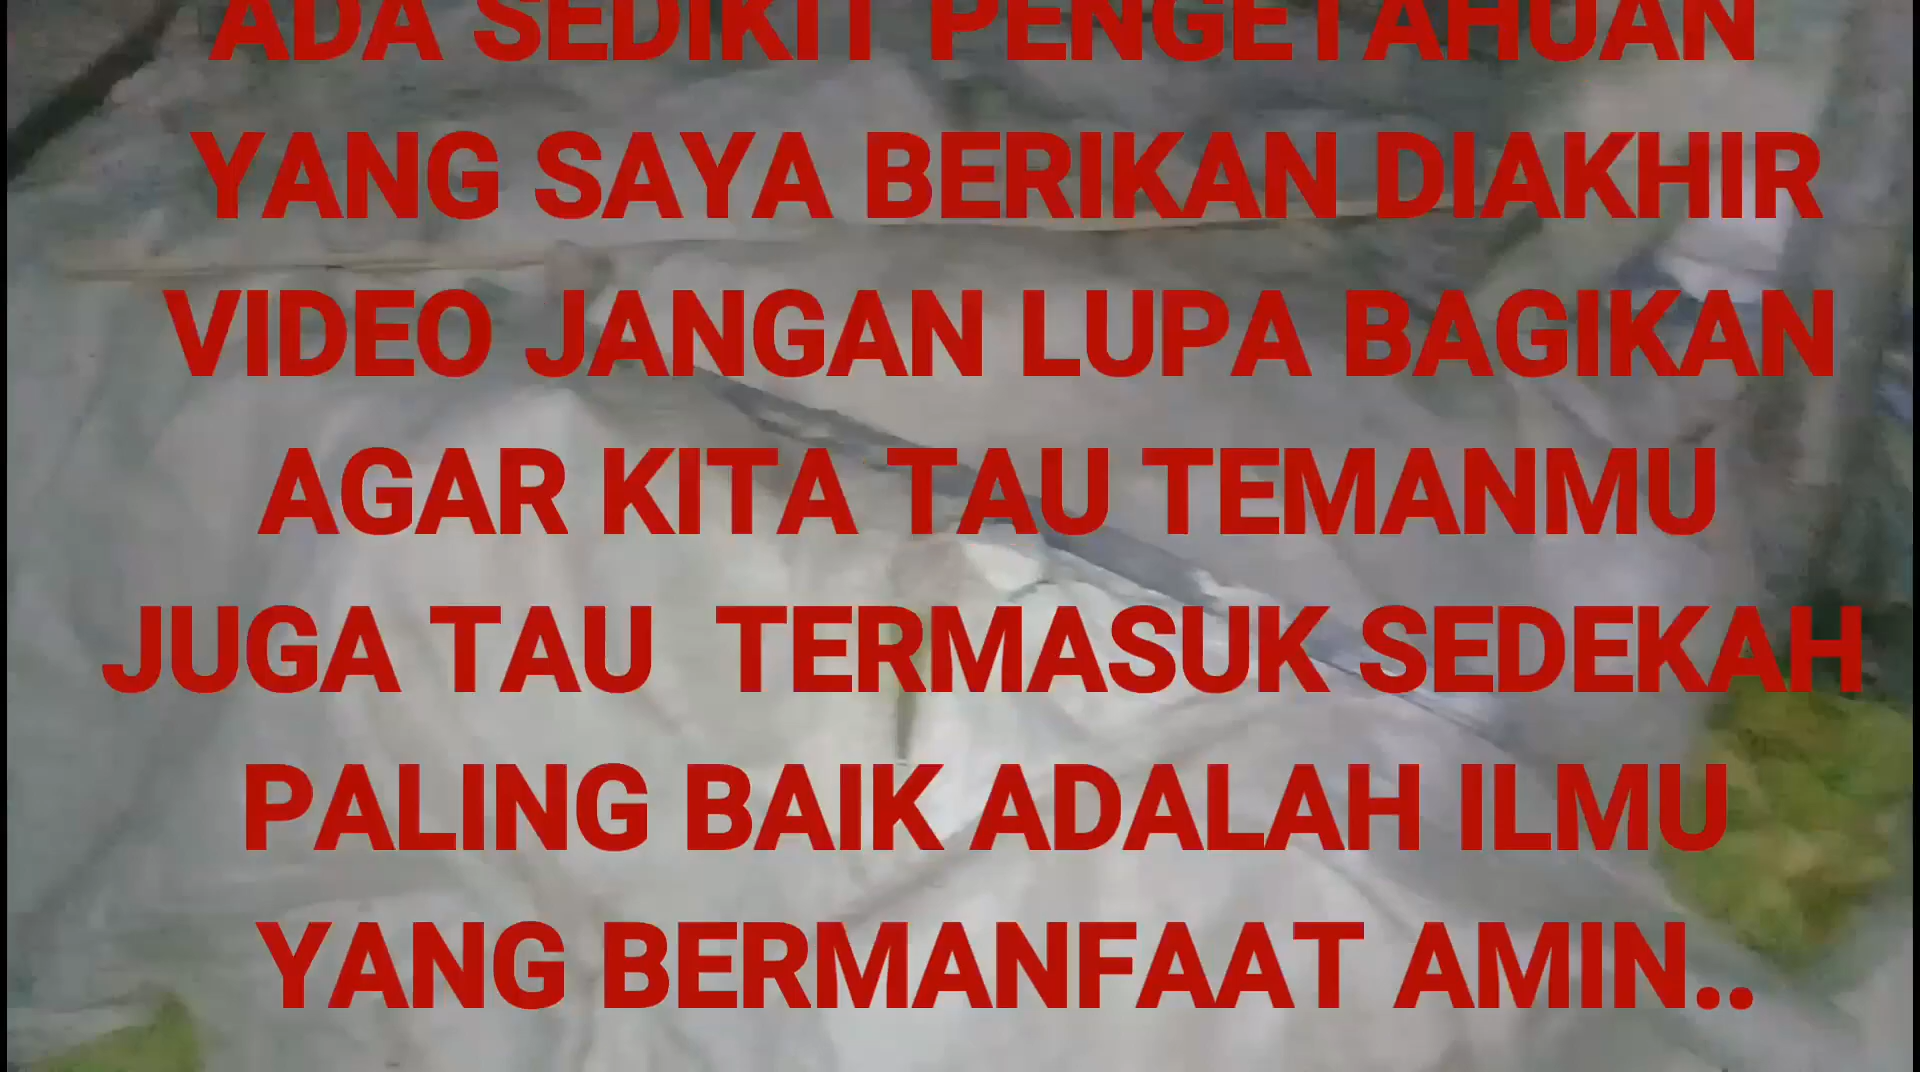 ADA SEDIKIT PENGETAHUAN
YANG SAYA BERIKAN DIAKHIR
VIDEO JANGAN LUPA BAGIKAN
AGAR KITA TAU TEMANMU
JUGA TAU TERMASUK SEDEKAH
PALING BAIK ADALAH ILMU
YANG BERMANFAAT AMIN..